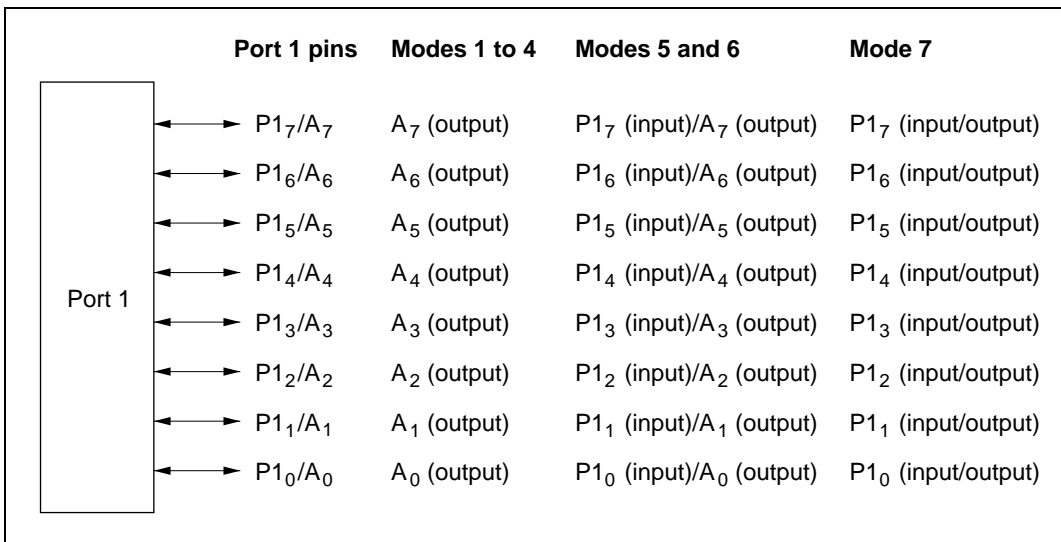 Port 1 pins Modes 1 to 4 Modes 5 and 6 Mode 7
P1₇/A₇ A₇ (output) P1₇ (input)/A₇ (output) P1₇ (input/output)
P1₆/A₆ A₆ (output) P1₆ (input)/A₆ (output) P1₆ (input/output)
P1₅/A₅ A₅ (output) P1₅ (input)/A₅ (output) P1₅ (input/output)
P1₄/A₄ A₄ (output) P1₄ (input)/A₄ (output) P1₄ (input/output)
Port 1
P1₃/A₃ A₃ (output) P1₃ (input)/A₃ (output) P1₃ (input/output)
P1₂/A₂ A₂ (output) P1₂ (input)/A₂ (output) P1₂ (input/output)
P1₁/A₁ A₁ (output) P1₁ (input)/A₁ (output) P1₁ (input/output)
P1₀/A₀ A₀ (output) P1₀ (input)/A₀ (output) P1₀ (input/output)